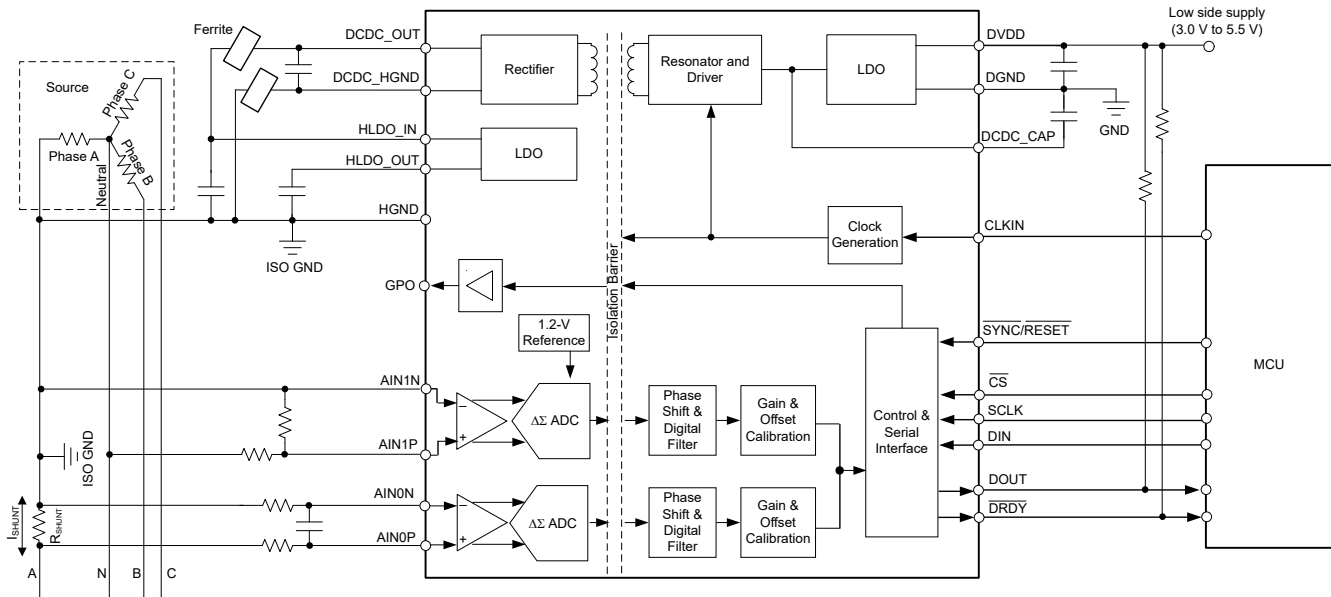 Ferrite
DCDC_OUT
DCDC_HGND
HLDO_IN
HLDO_OUT
HGND
ISO GND
GPO
AIN1N
AIN1P
AIN0N
AIN0P
Source
Phase C
Phase A
Phase B
Neutral
ISO GND
ISHUNT
RSHUNT
A
N
B
C
Rectifier
LDO
Isolation Barrier
1.2-V
Reference
−
+
ΔΣ ADC
−
+
ΔΣ ADC
Resonator and
Driver
LDO
Clock
Generation
Phase
Shift &
Digital
Filter
Gain &
Offset
Calibration
Phase
Shift &
Digital
Filter
Gain &
Offset
Calibration
Control &
Serial
Interface
Low side supply
(3.0 V to 5.5 V)
DVDD
DGND
GND
DCDC_CAP
CLKIN
SYNC/RESET
CS
SCLK
DIN
DOUT
DRDY
MCU